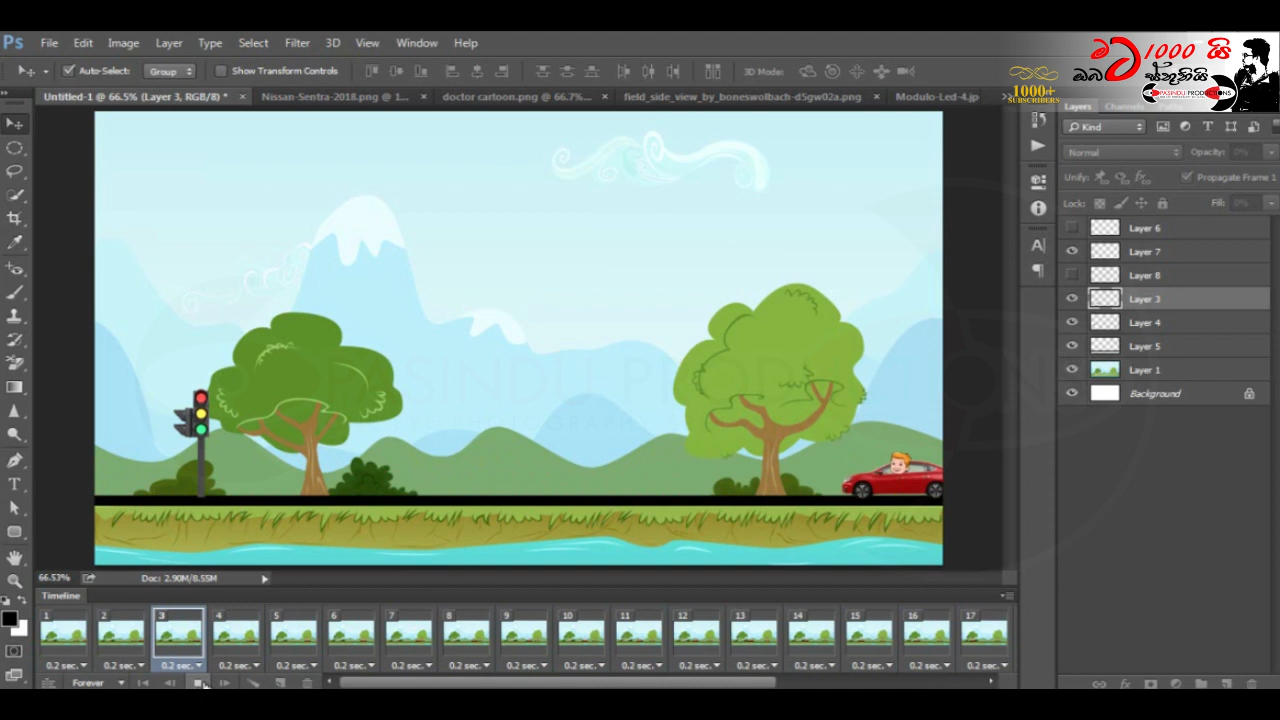 Ps File Edit Image Layer Type Select Filter 3D View Window Help
මට 1000 යි
ඔබට ස්තූතියි
1000+
SUBSCRIBERS
PASINDU PRODUCTIONS
Auto-Select: Group Show Transform Controls 3D Mode:
Untitled-1 @ 66.5% (Layer 3, RGB/8) * × Nissan-Sentra-2018.png @ 1... × doctor cartoon.png @ 66.7%... × field_side_view_by_boneswolbach-d5gw02a.png × Modulo-Led-4.jp
Layers Channels
Kind
Normal Opacity: 0%
Unify: Propagate Frame 1
Lock: Fill: 0%
Layer 6
Layer 7
Layer 8
Layer 3
Layer 4
Layer 5
Layer 1
Background
66.53% Doc: 2.90M/8.55M
Timeline
1 2 3 4 5 6 7 8 9 10 11 12 13 14 15 16 17
0.2 sec. 0.2 sec. 0.2 sec. 0.2 sec. 0.2 sec. 0.2 sec. 0.2 sec. 0.2 sec. 0.2 sec. 0.2 sec. 0.2 sec. 0.2 sec. 0.2 sec. 0.2 sec. 0.2 sec. 0.2 sec. 0.2 sec.
Forever